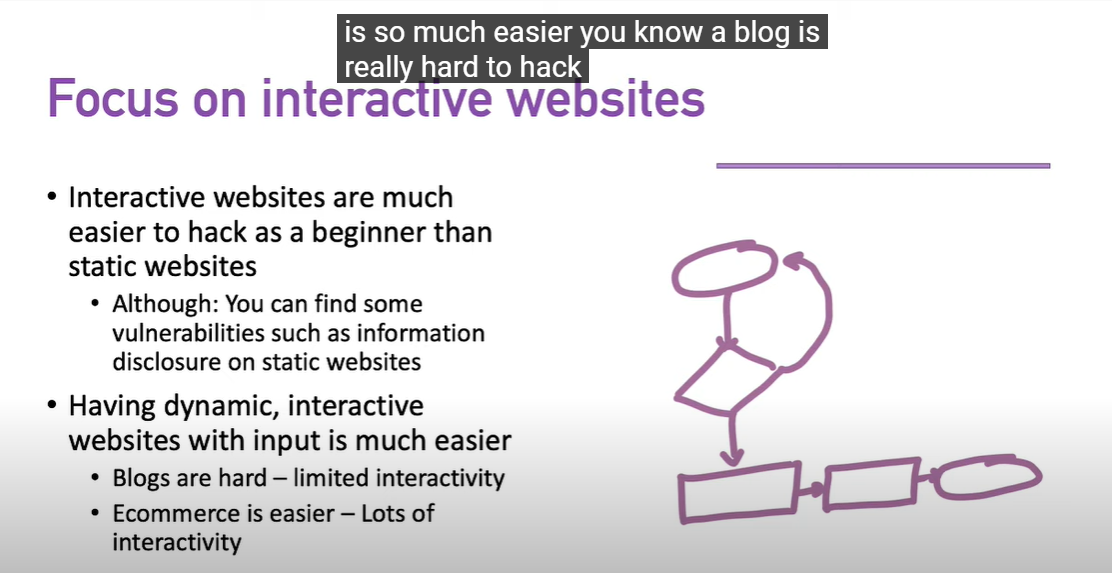 is so much easier you know a blog is
really hard to hack
Focus on interactive websites
• Interactive websites are much
easier to hack as a beginner than
static websites
• Although: You can find some
vulnerabilities such as information
disclosure on static websites
• Having dynamic, interactive
websites with input is much easier
• Blogs are hard – limited interactivity
• Ecommerce is easier – Lots of
interactivity